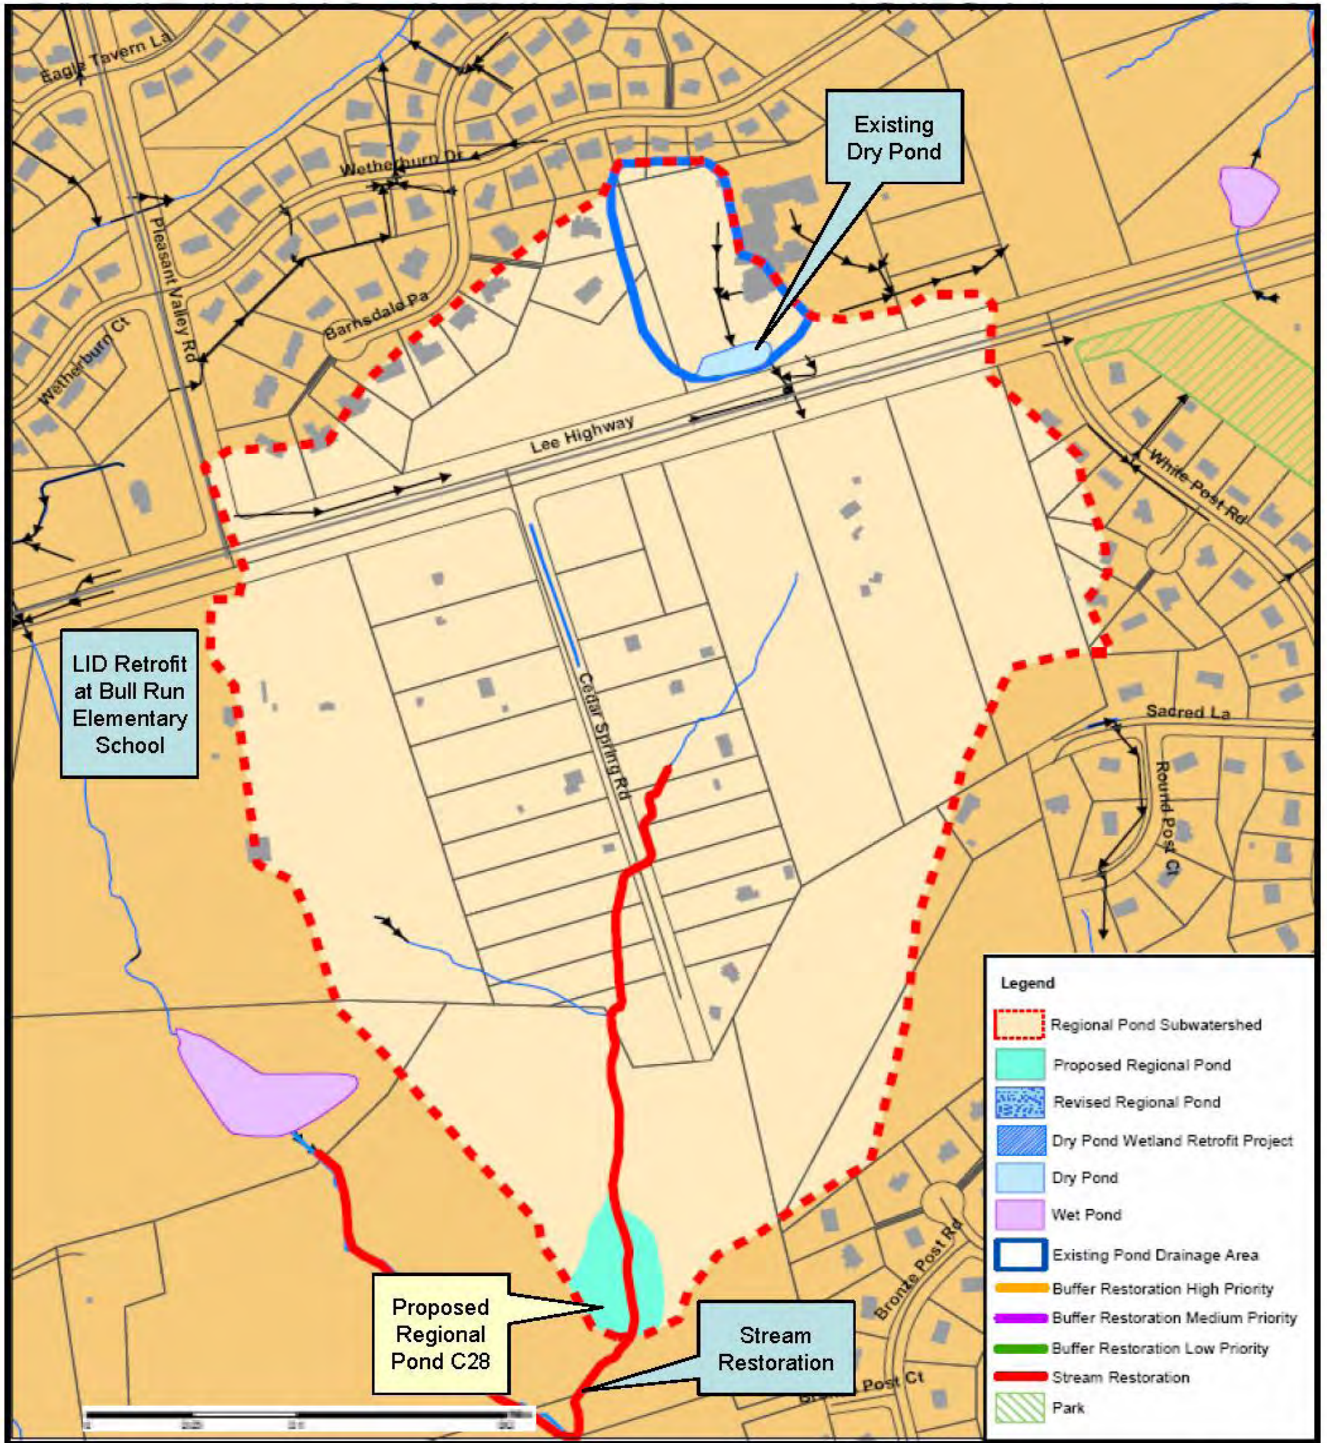 Eagle Tavern La
Existing
Dry Pond
Wetherburn Dr
Pleasant Valley Rd
Barnsdale Pa
Wetherburn Ct
Lee Highway
White Post Rd
LID Retrofit
at Bull Run
Elementary
School
Cedar Spring Rd
Sacred La
Round Post Ct
Legend
Regional Pond Subwatershed
Proposed Regional Pond
Revised Regional Pond
Dry Pond Wetland Retrofit Project
Dry Pond
Wet Pond
Existing Pond Drainage Area
Buffer Restoration High Priority
Buffer Restoration Medium Priority
Buffer Restoration Low Priority
Stream Restoration
Park
Bronze Post Rd
Proposed
Regional
Pond C28
Stream
Restoration
Post Ct